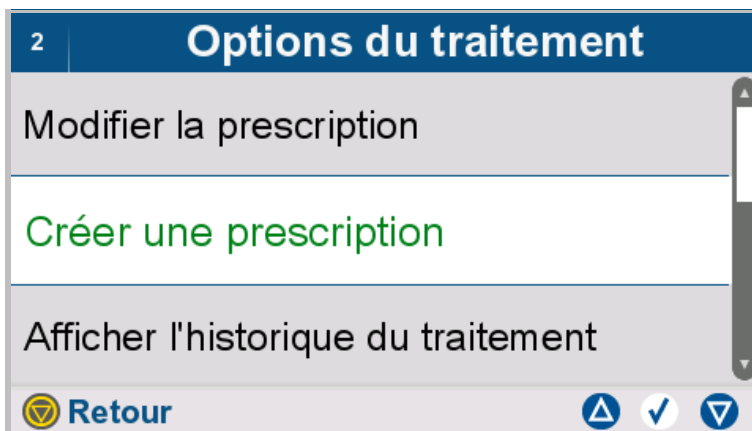 2
Options du traitement
Modifier la prescription
Créer une prescription
Afficher l'historique du traitement
Retour